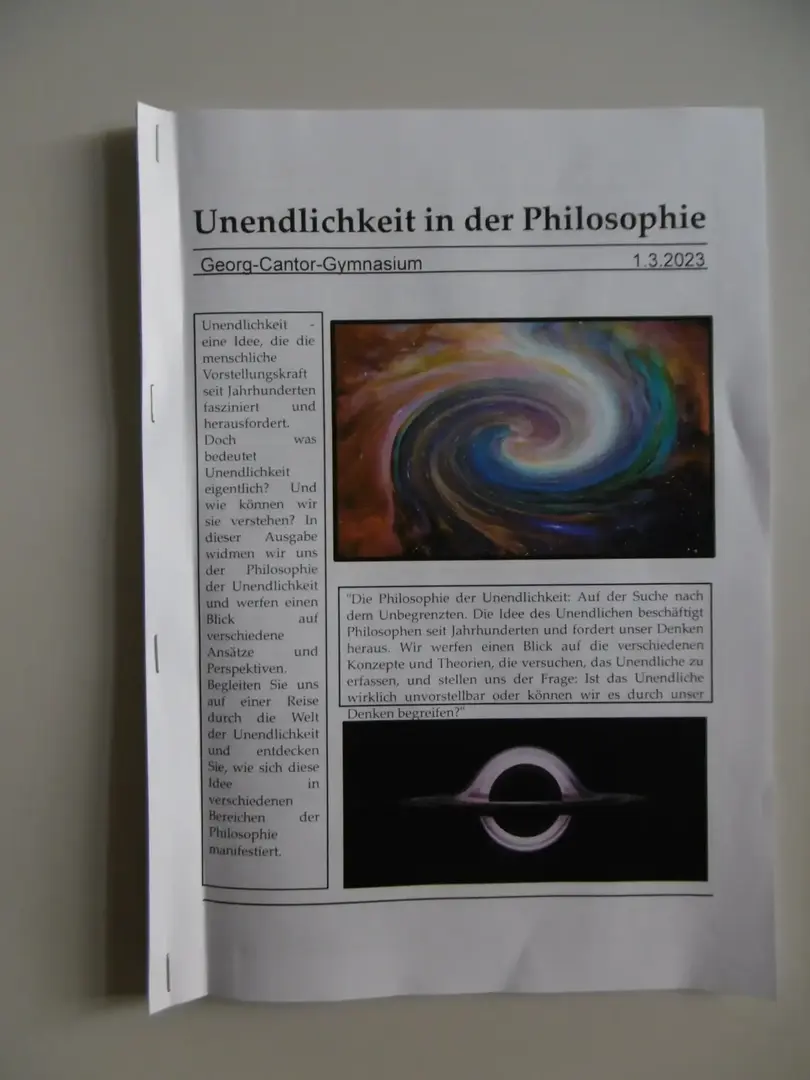 Unendlichkeit in der Philosophie
Georg-Cantor-Gymnasium 1.3.2023
Unendlichkeit -
eine Idee, die die
menschliche
Vorstellungskraft
seit Jahrhunderten
fasziniert und
herausfordert.
Doch was
bedeutet
Unendlichkeit
eigentlich? Und
wie können wir
sie verstehen? In
dieser Ausgabe
widmen wir uns
der Philosophie
der Unendlichkeit
und werfen einen
Blick auf
verschiedene
Ansätze und
Perspektiven.
Begleiten Sie uns
auf einer Reise
durch die Welt
der Unendlichkeit
und entdecken
Sie, wie sich diese
Idee in
verschiedenen
Bereichen der
Philosophie
manifestiert.
"Die Philosophie der Unendlichkeit: Auf der Suche nach
dem Unbegrenzten. Die Idee des Unendlichen beschäftigt
Philosophen seit Jahrhunderten und fordert unser Denken
heraus. Wir werfen einen Blick auf die verschiedenen
Konzepte und Theorien, die versuchen, das Unendliche zu
erfassen, und stellen uns der Frage: Ist das Unendliche
wirklich unvorstellbar oder können wir es durch unser
Denken begreifen?"